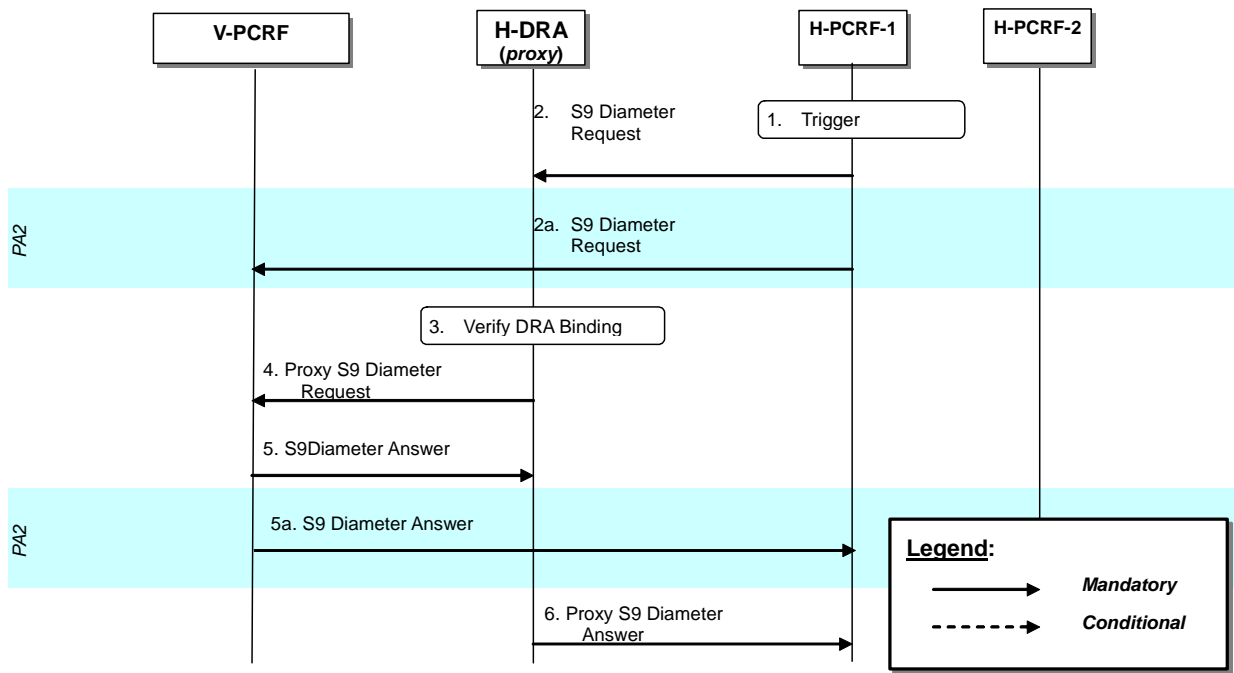 V-PCRF
H-DRA
(proxy)
H-PCRF-1
H-PCRF-2
2. S9 Diameter
Request
1. Trigger
PA2
2a. S9 Diameter
Request
3. Verify DRA Binding
4. Proxy S9 Diameter
Request
5. S9Diameter Answer
PA2
5a. S9 Diameter Answer
Legend:
Mandatory
Conditional
6. Proxy S9 Diameter
Answer